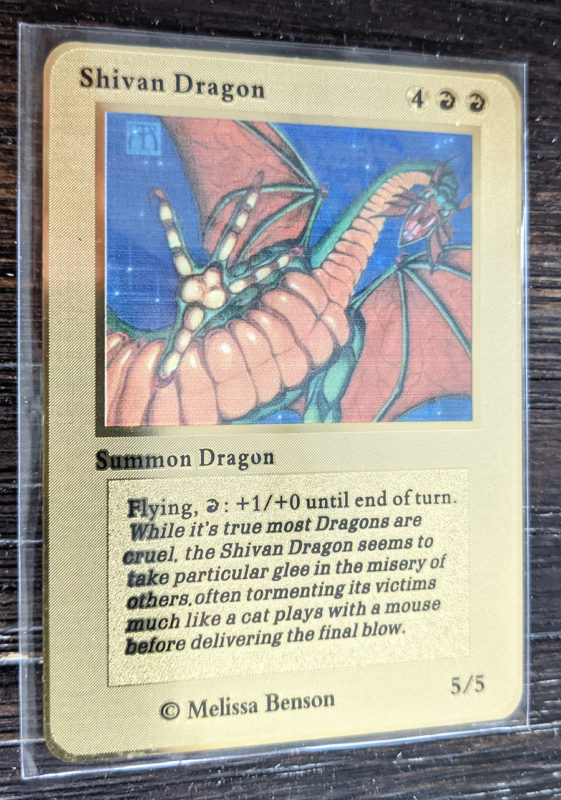 Shivan Dragon
4
Summon Dragon
Flying, : +1/+0 until end of turn.
While it's true most Dragons are
cruel, the Shivan Dragon seems to
take particular glee in the misery of
others,often tormenting its victims
much like a cat plays with a mouse
before delivering the final blow.
© Melissa Benson
5/5